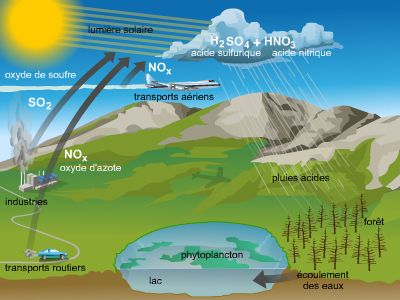 lumière solaire
H2SO4 + HNO3
acide sulfurique acide nitrique
oxyde de soufre
NOx
transports aériens
SO2
NOx
oxyde d'azote
pluies acides
industries
forêt
phytoplancton
transports routiers
lac
écoulement
des eaux